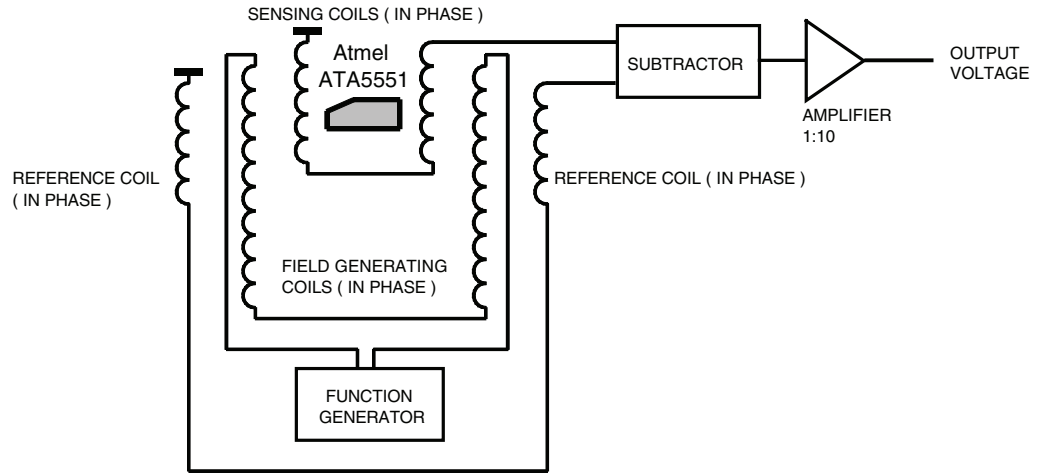 SENSING COILS ( IN PHASE )
Atmel
ATA5551
SUBTRACTOR
OUTPUT
VOLTAGE
AMPLIFIER
1:10
REFERENCE COIL
( IN PHASE )
REFERENCE COIL ( IN PHASE )
FIELD GENERATING
COILS ( IN PHASE )
FUNCTION
GENERATOR